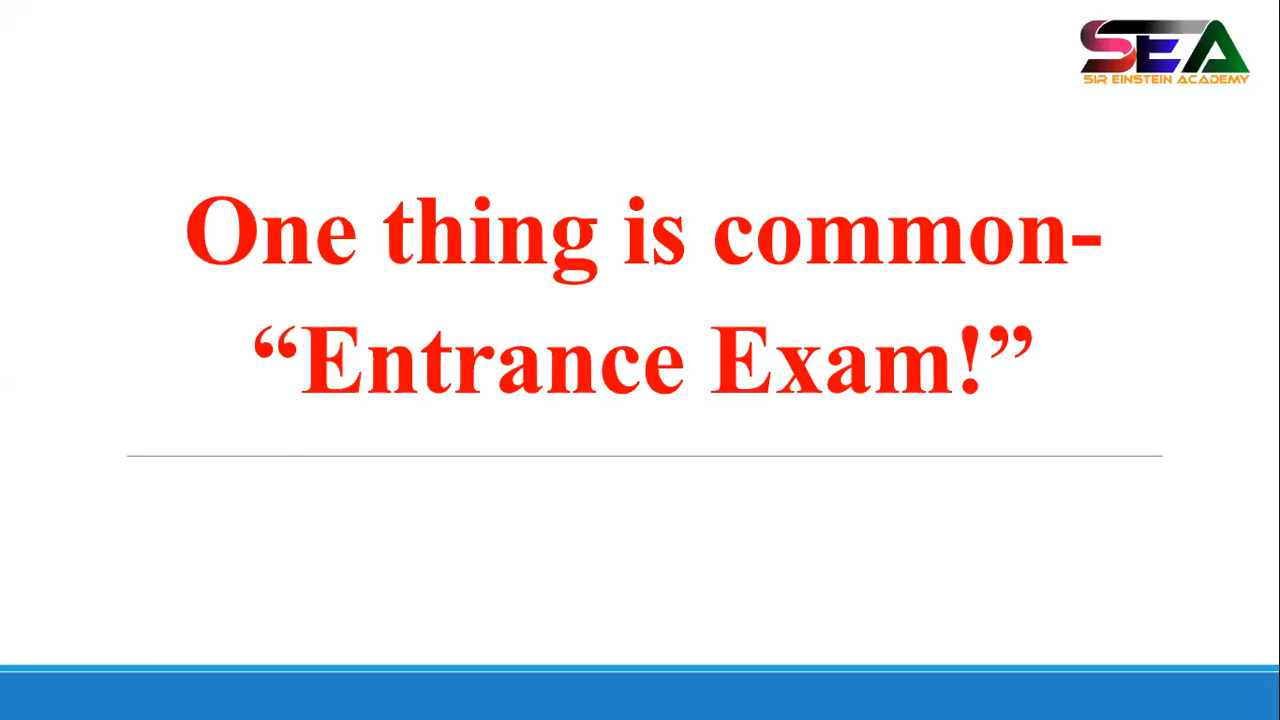 SEA
SIR EINSTEIN ACADEMY
One thing is common-
“Entrance Exam!”